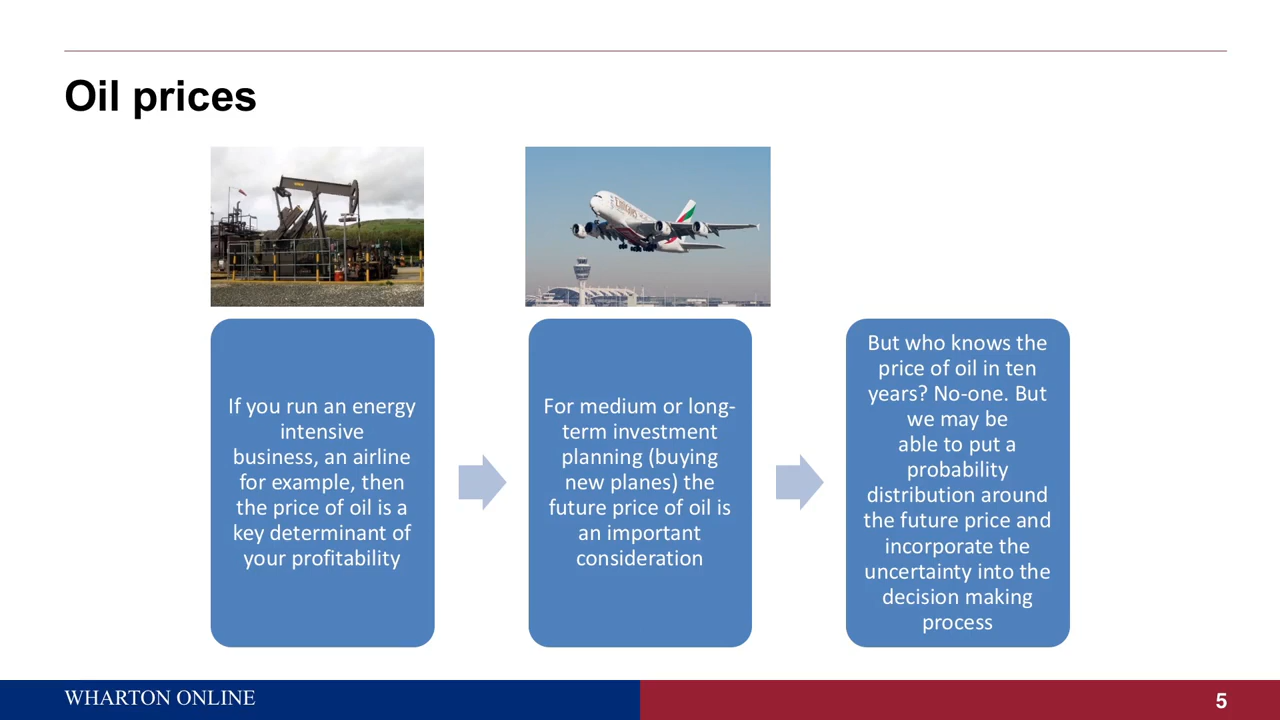 Oil prices
Emirates
If you run an energy
intensive
business, an airline
for example, then
the price of oil is a
key determinant of
your profitability
For medium or long-
term investment
planning (buying
new planes) the
future price of oil is
an important
consideration
But who knows the
price of oil in ten
years? No-one. But
we may be
able to put a
probability
distribution around
the future price and
incorporate the
uncertainty into the
decision making
process
WHARTON ONLINE
5